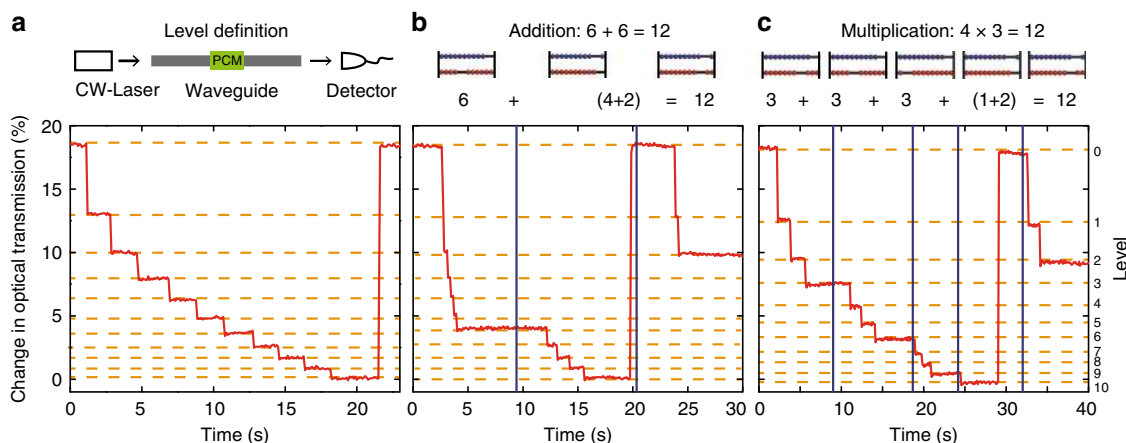 a
Level definition
PCM
CW-Laser
Waveguide
Detector
Change in optical transmission (%)
20
15
10
5
0
0 5 10 15 20
Time (s)
b
Addition: 6 + 6 = 12
6 + (4+2) = 12
0 5 10 15 20 25 30
Time (s)
c
Multiplication: 4 × 3 = 12
3 + 3 + 3 + (1+2) = 12
0
1
2
3
4
5
6
7
8
9
10
Level
0 10 20 30 40
Time (s)